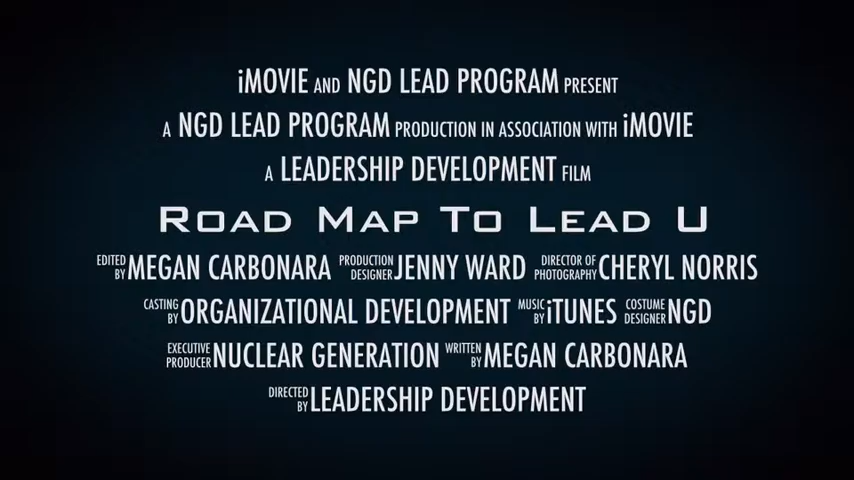 iMOVIE AND NGD LEAD PROGRAM PRESENT
A NGD LEAD PROGRAM PRODUCTION IN ASSOCIATION WITH iMOVIE
A LEADERSHIP DEVELOPMENT FILM
ROAD MAP TO LEAD U
EDITED BY MEGAN CARBONARA PRODUCTION DESIGNER JENNY WARD DIRECTOR OF PHOTOGRAPHY CHERYL NORRIS
CASTING BY ORGANIZATIONAL DEVELOPMENT MUSIC BY iTUNES COSTUME DESIGNER NGD
EXECUTIVE PRODUCER NUCLEAR GENERATION WRITTEN BY MEGAN CARBONARA
DIRECTED BY LEADERSHIP DEVELOPMENT